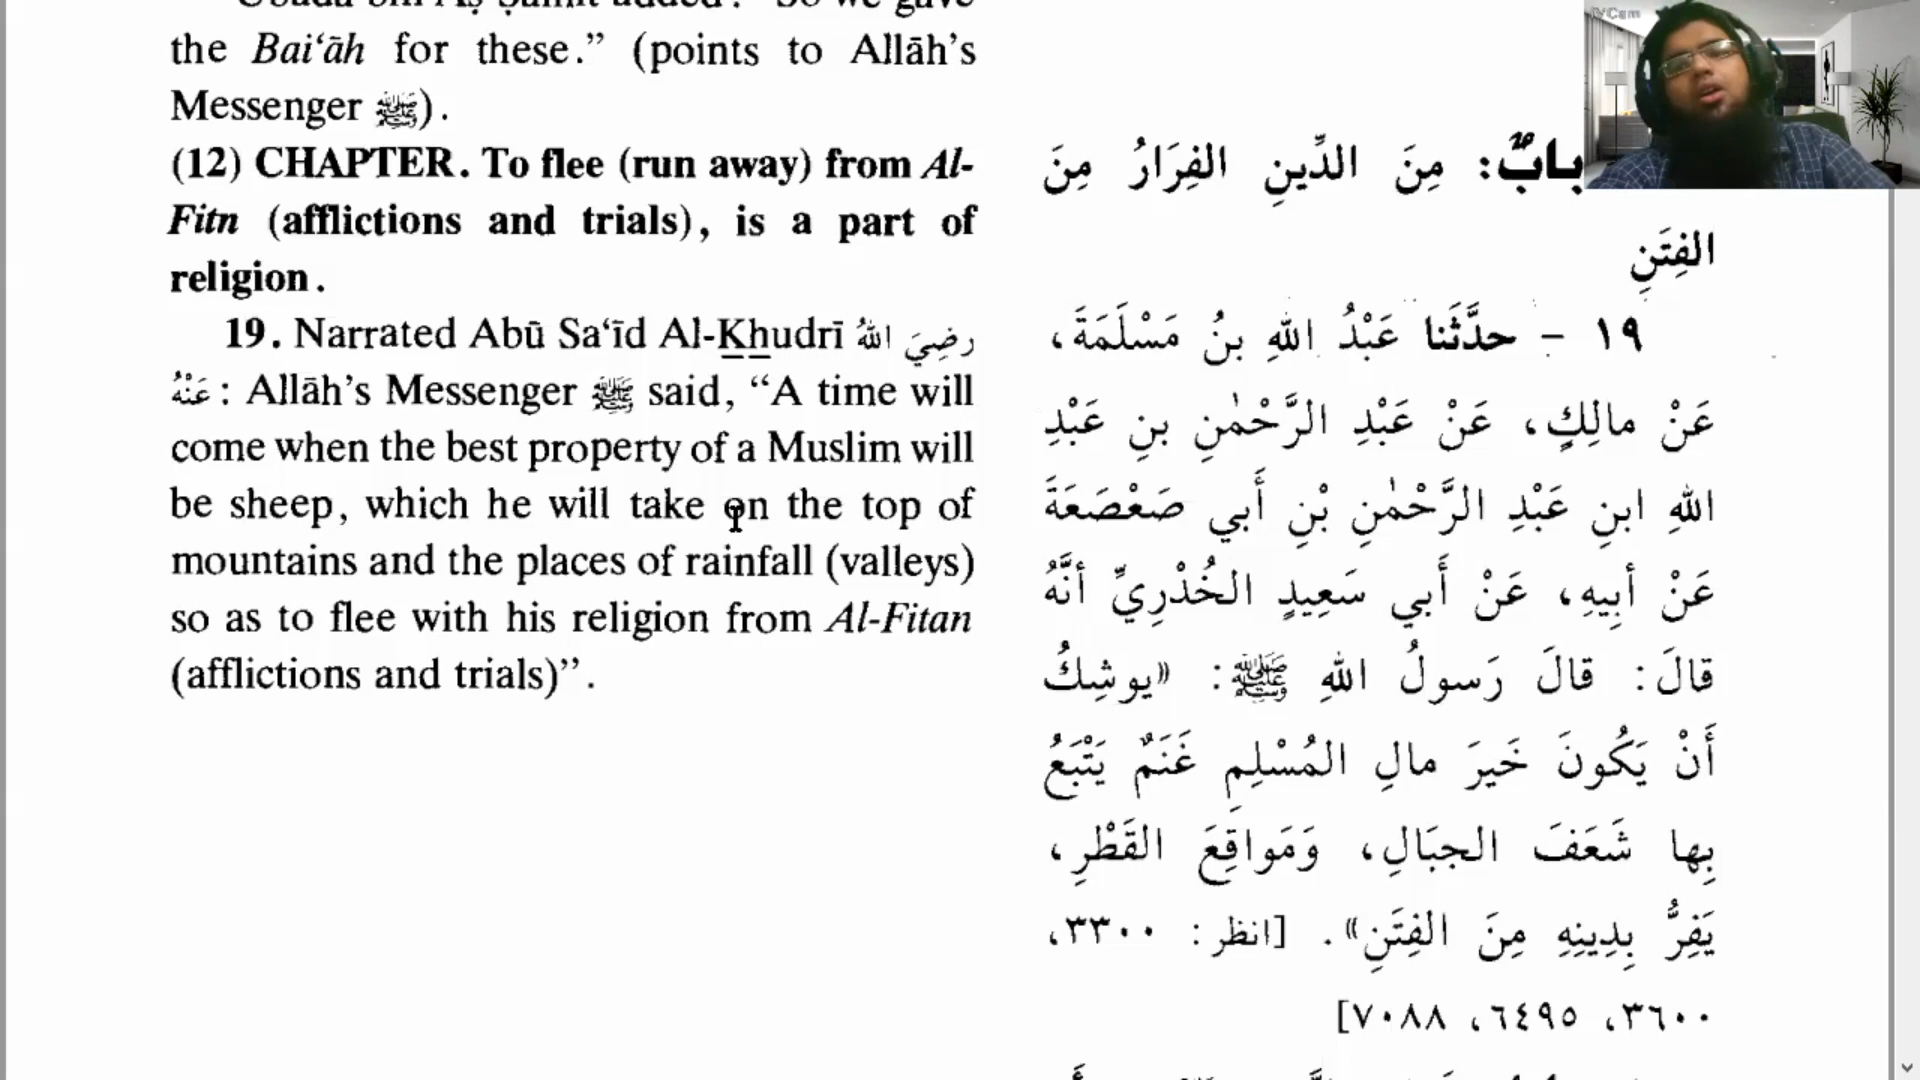 the Bai‘āh for these.” (points to Allāh’s
Messenger ﷺ).
(12) CHAPTER. To flee (run away) from Al-
Fitn (afflictions and trials), is a part of
religion.
19. Narrated Abū Sa‘īd Al-Khudrī رَضِيَ اللهُ
عَنْهُ: Allāh’s Messenger ﷺ said, “A time will
come when the best property of a Muslim will
be sheep, which he will take on the top of
mountains and the places of rainfall (valleys)
so as to flee with his religion from Al-Fitan
(afflictions and trials)”.
بابٌ: مِنَ الدِّينِ الفِرَارُ مِنَ
الفِتَنِ
١٩ - حدَّثَنا عَبْدُ اللهِ بنُ مَسْلَمَةَ،
عَنْ مالِكٍ، عَنْ عَبْدِ الرَّحْمٰنِ بنِ عَبْدِ
اللهِ ابنِ عَبْدِ الرَّحْمٰنِ بْنِ أَبي صَعْصَعَةَ
عَنْ أبِيهِ، عَنْ أَبي سَعِيدٍ الخُذْرِيِّ أنَّهُ
قالَ: قالَ رَسولُ اللهِ ﷺ: «يوشِكُ
أَنْ يَكُونَ خَيرَ مالِ المُسْلِمِ غَنَمٌ يَتْبَعُ
بِها شَعَفَ الجبَالِ، وَمَواقِعَ القَطْرِ،
يَفِرُّ بِدِينِهِ مِنَ الفِتَنِ». [انظر: ٣٣٠٠،
٣٦٠٠، ٦٤٩٥، ٧٠٨٨]